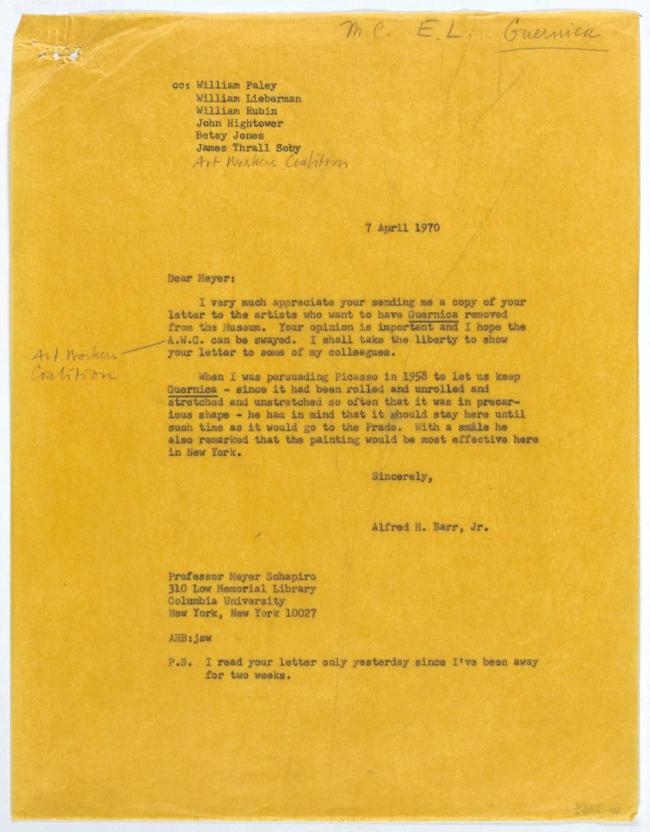 M.C. E.L. Guernica
cc: William Paley
William Lieberman
William Rubin
John Hightower
Betsy Jones
James Thrall Soby
Art Workers Coalition
7 April 1970
Dear Meyer:
I very much appreciate your sending me a copy of your
letter to the artists who want to have Guernica removed
from the Museum. Your opinion is important and I hope the
A.W.C. can be swayed. I shall take the liberty to show
your letter to some of my colleagues.
Art Workers
Coalition
When I was persuading Picasso in 1958 to let us keep
Guernica - since it had been rolled and unrolled and
stretched and unstretched so often that it was in precar-
ious shape - he had in mind that it should stay here until
such time as it would go to the Prado. With a smile he
also remarked that the painting would be most effective here
in New York.
Sincerely,
Alfred H. Barr, Jr.
Professor Meyer Schapiro
310 Low Memorial Library
Columbia University
New York, New York 10027
AHB:jsw
P.S. I read your letter only yesterday since I've been away
for two weeks.